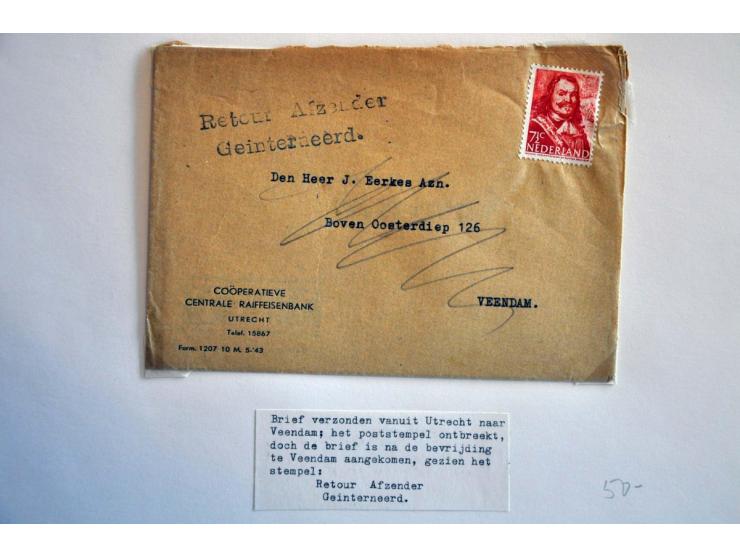 Retour Afzender
Geinterneerd.
7½c
NEDERLAND
Den Heer J. Eerkes Azn.
Boven Oosterdiep 126
VEENDAM.
COÖPERATIEVE
CENTRALE RAIFFEISENBANK
UTRECHT
Telef. 15867
Form. 1207 10 M. 5-'43
Brief verzonden vanuit Utrecht naar
Veendam; het poststempel ontbreekt,
doch de brief is na de bevrijding
te Veendam aangekomen, gezien het
stempel:
Retour Afzender
Geinterneerd.
50-